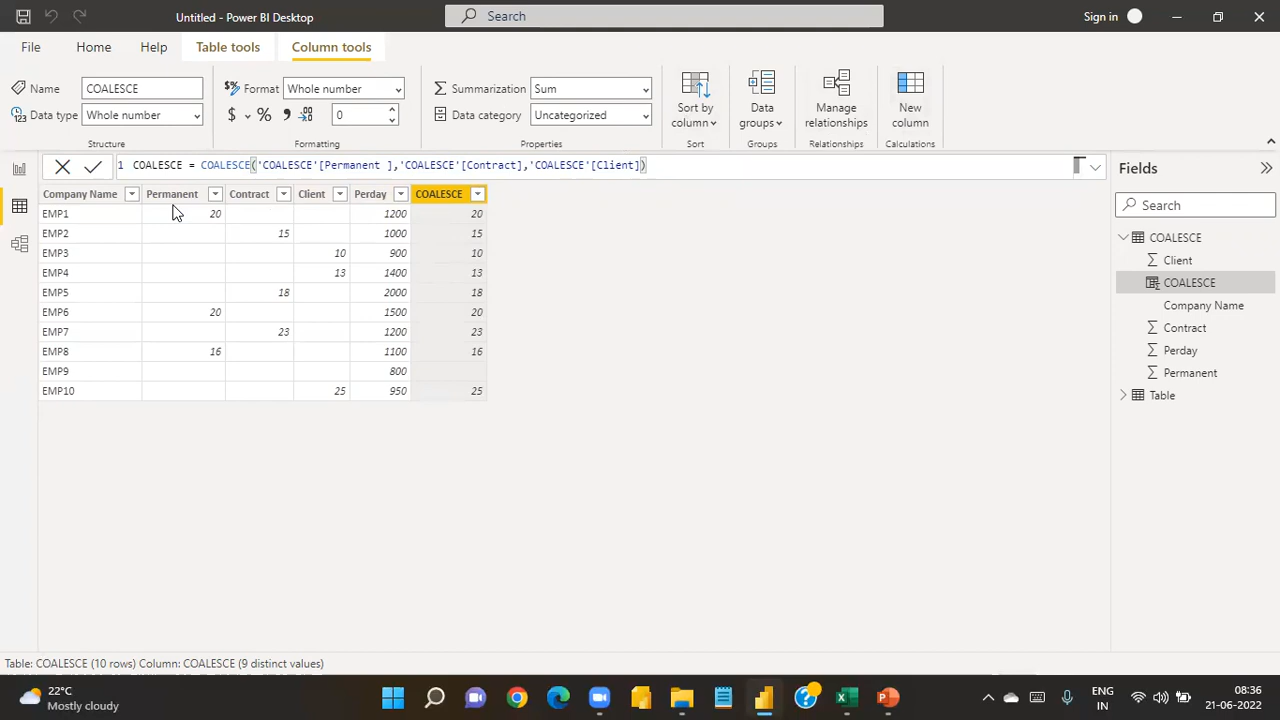 Untitled - Power BI Desktop
Search
Sign in
File
Home
Help
Table tools
Column tools
Name
COALESCE
Format
Whole number
Summarization
Sum
Data type
Whole number
$
%
0
Data category
Uncategorized
Sort by
column
Data
groups
Manage
relationships
New
column
Structure
Formatting
Properties
Sort
Groups
Relationships
Calculations
1 COALESCE = COALESCE('COALESCE'[Permanent ],'COALESCE'[Contract],'COALESCE'[Client])
Company Name Permanent Contract Client Perday COALESCE
EMP1 20 1200 20
EMP2 15 1000 15
EMP3 10 900 10
EMP4 13 1400 13
EMP5 18 2000 18
EMP6 20 1500 20
EMP7 23 1200 23
EMP8 16 1100 16
EMP9 800
EMP10 25 950 25
Fields
Search
COALESCE
Client
COALESCE
Company Name
Contract
Perday
Permanent
Table
Table: COALESCE (10 rows) Column: COALESCE (9 distinct values)
22°C
Mostly cloudy
ENG
IN
08:36
21-06-2022